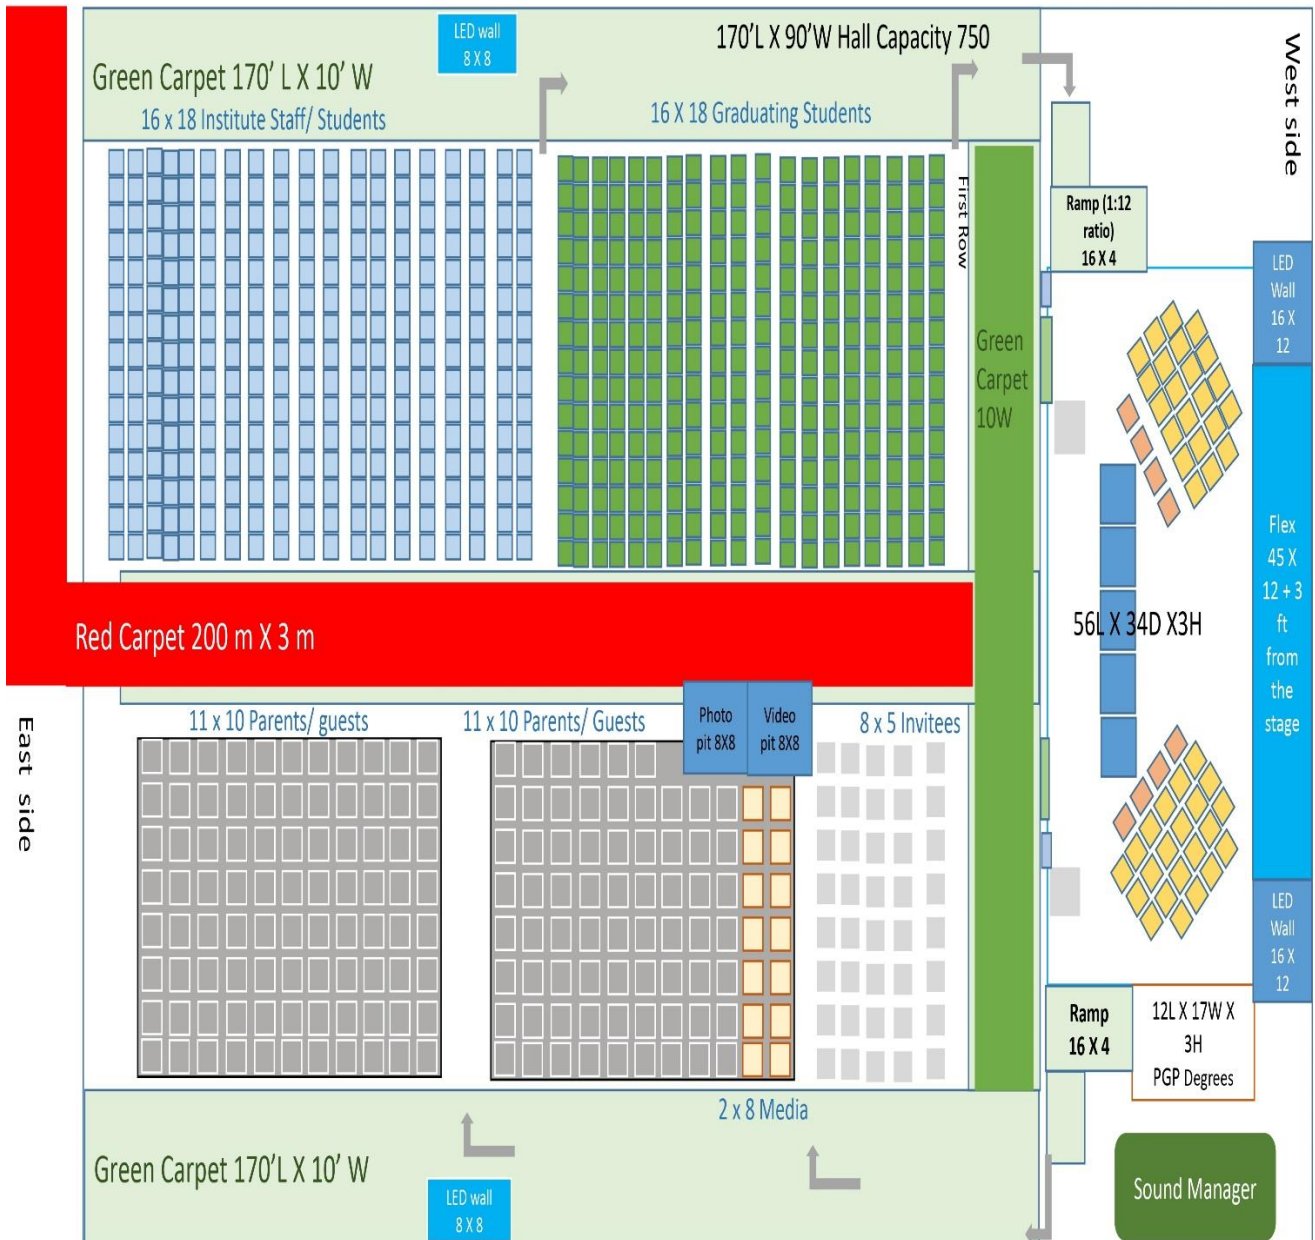 LED wall
8 X 8
170'L X 90'W Hall Capacity 750
West side
Green Carpet 170' L X 10' W
16 x 18 Institute Staff/ Students
16 X 18 Graduating Students
First Row
Ramp (1:12
ratio)
16 X 4
LED
Wall
16 X
12
Green
Carpet
10W
Flex
45 X
12 + 3
ft
from
the
stage
56L X 34D X3H
Red Carpet 200 m X 3 m
East side
11 x 10 Parents/ guests
11 x 10 Parents/ Guests
Photo
pit 8X8
Video
pit 8X8
8 x 5 Invitees
LED
Wall
16 X
12
Ramp
16 X 4
12L X 17W X
3H
PGP Degrees
2 x 8 Media
Green Carpet 170'L X 10' W
LED wall
8 X 8
Sound Manager